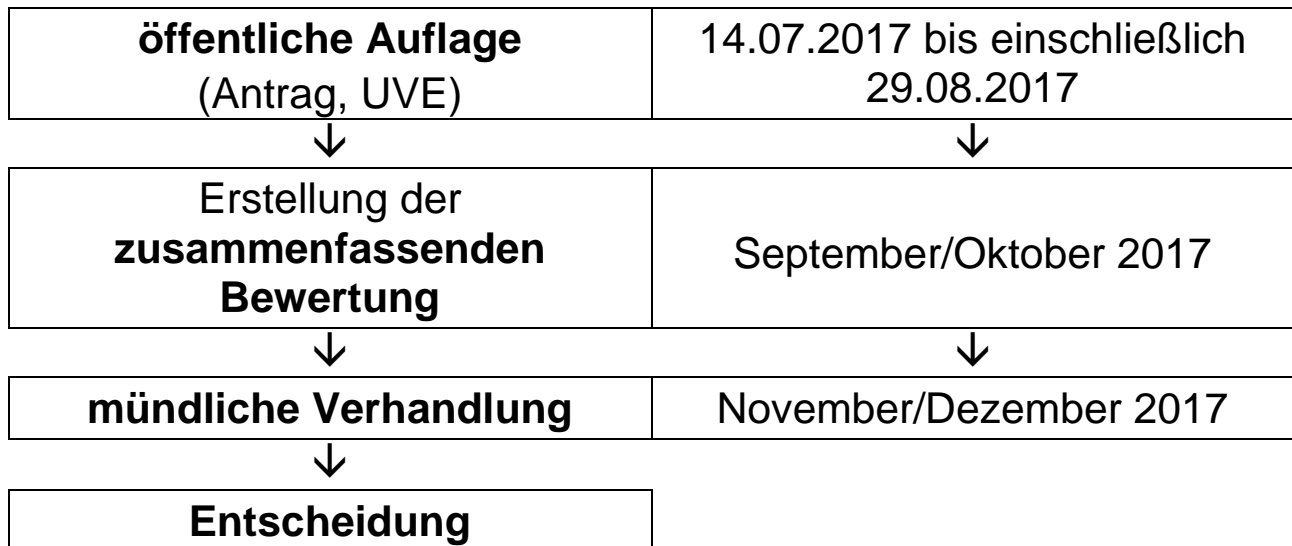 öffentliche Auflage
(Antrag, UVE)
14.07.2017 bis einschließlich
29.08.2017
Erstellung der
zusammenfassenden
Bewertung
September/Oktober 2017
mündliche Verhandlung
November/Dezember 2017
Entscheidung